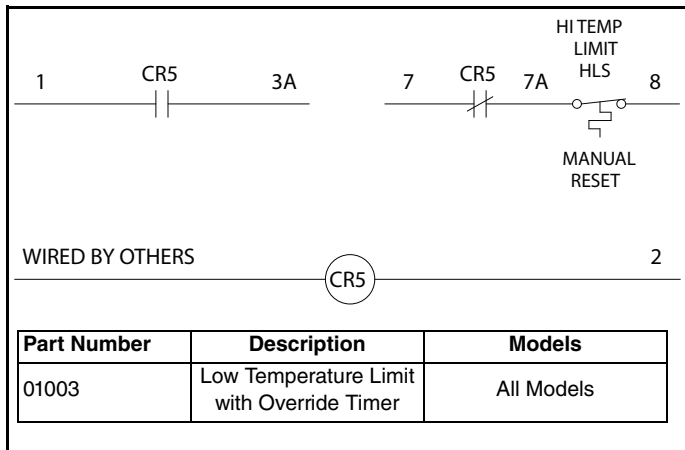 HI TEMP
LIMIT
HLS
1 CR5 3A 7 CR5 7A 8
MANUAL
RESET
WIRED BY OTHERS 2
CR5
Part Number Description Models
01003 Low Temperature Limit
with Override Timer All Models